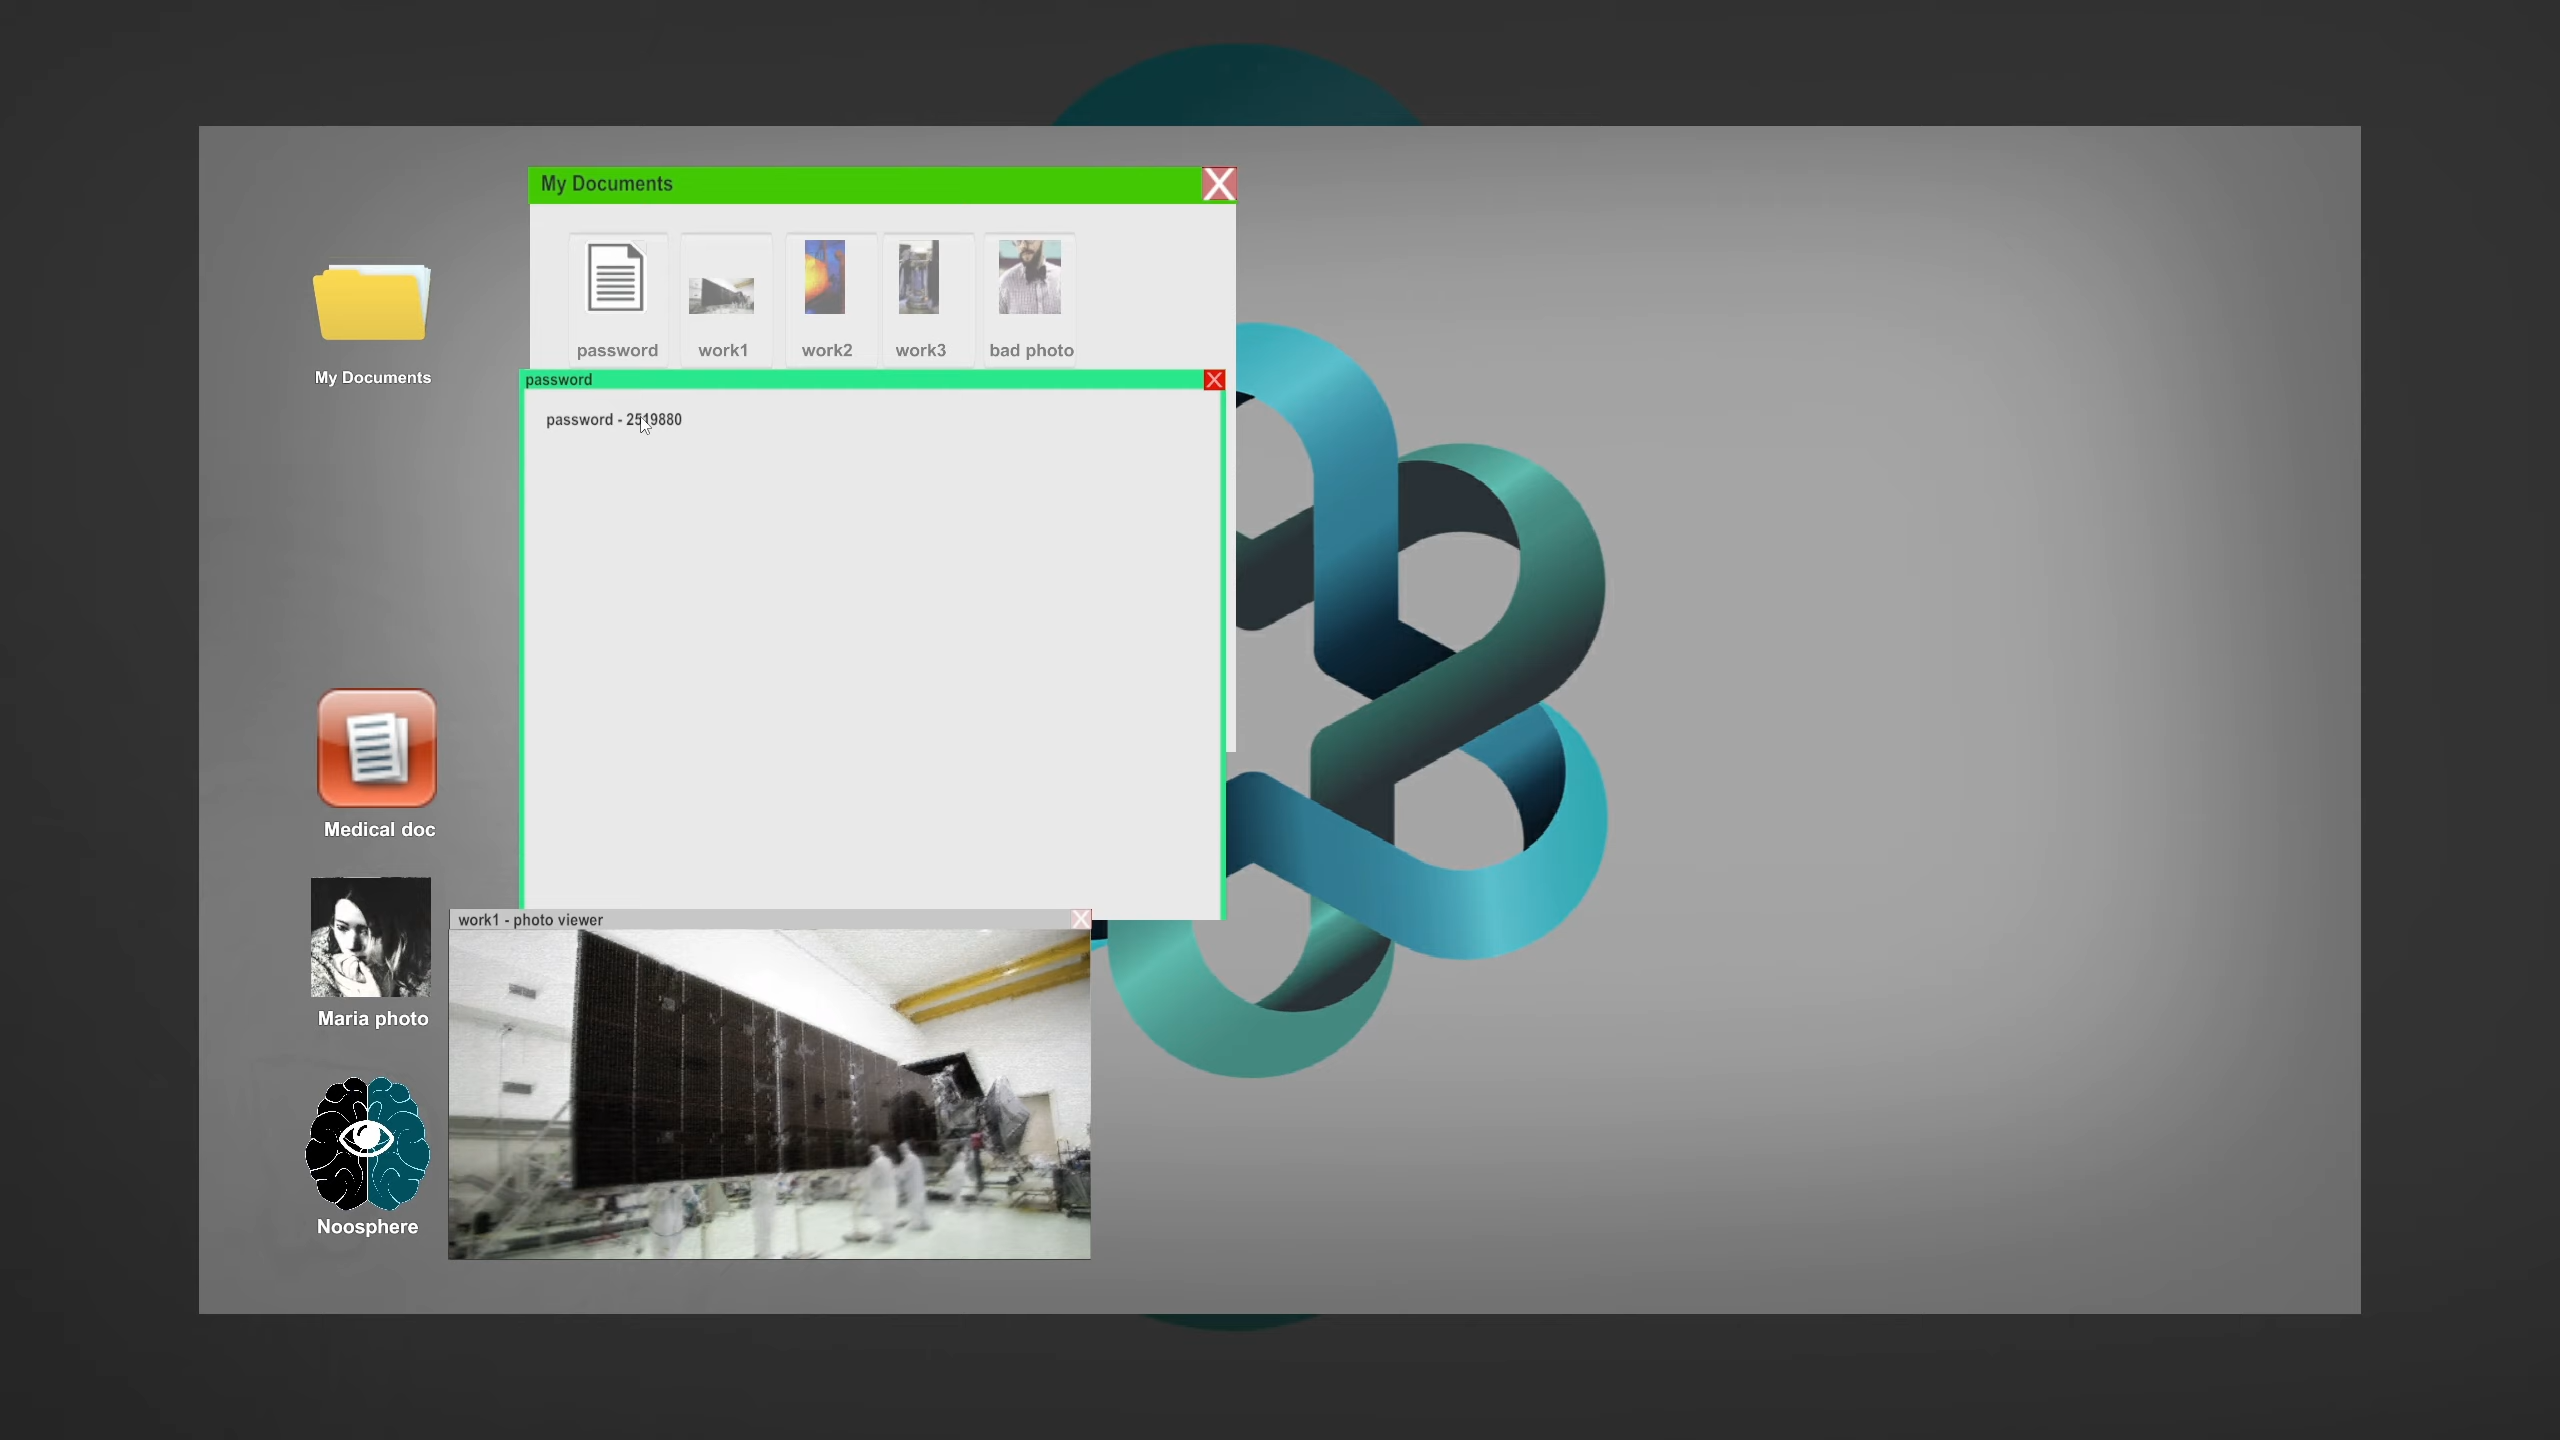 My Documents
password
work1
work2
work3
bad photo
My Documents
password
password - 2519880
Medical doc
work1 - photo viewer
Maria photo
Noosphere